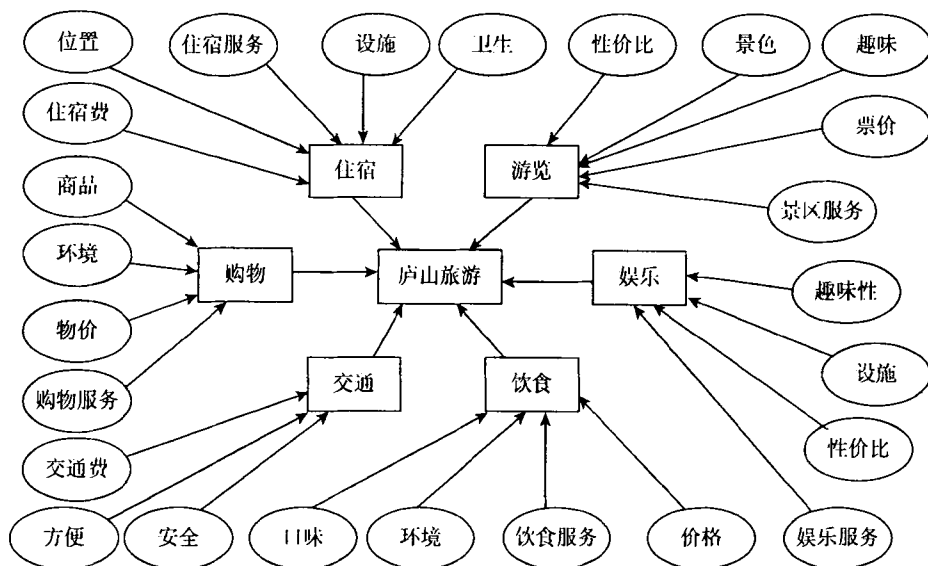 位置
住宿服务
设施
卫生
性价比
景色
趣味
住宿费
票价
住宿
游览
商品
景区服务
环境
购物
庐山旅游
娱乐
趣味性
物价
设施
交通
饮食
购物服务
性价比
交通费
方便
安全
口味
环境
饮食服务
价格
娱乐服务